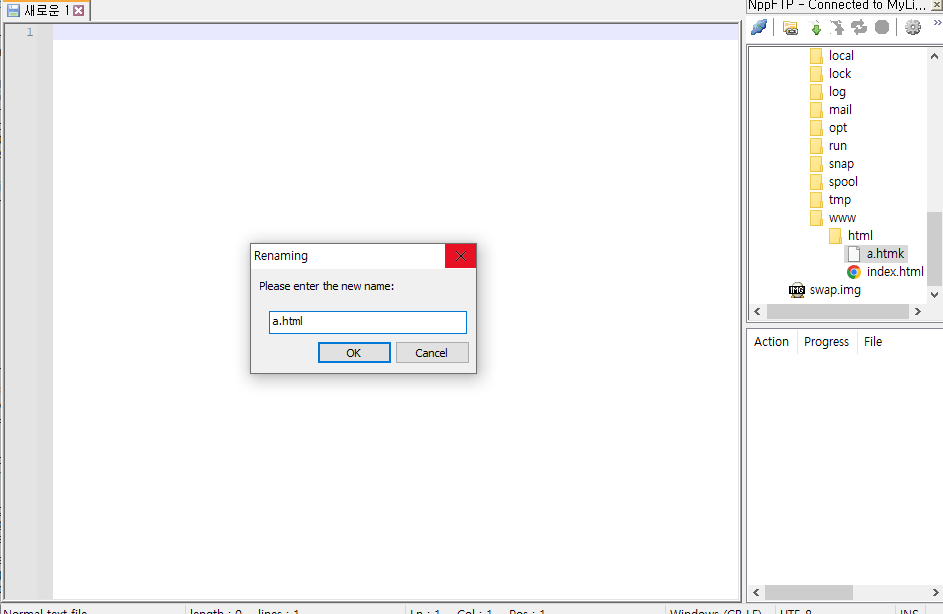 새로운 1
NppFTP - Connected to MyLi...
1
local
lock
log
mail
opt
run
snap
spool
tmp
www
html
a.htmk
index.html
IMG swap.img
Renaming
Please enter the new name:
a.html
OK Cancel
Action Progress File
Normal text file length : 0 lines : 1 Ln : 1 Col : 1 Pos : 1 Windows (CR LF) UTF-8 INS